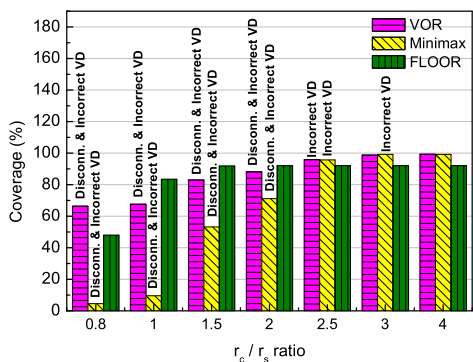 VOR
Minimax
FLOOR
180
160
140
120
100
80
60
40
20
0
Coverage (%)
Disconn. & Incorrect VD
Disconn. & Incorrect VD
Disconn. & Incorrect VD
Disconn. & Incorrect VD
Disconn. & Incorrect VD
Disconn. & Incorrect VD
Disconn. & Incorrect VD
Disconn. & Incorrect VD
Incorrect VD
Incorrect VD
Incorrect VD
0.8 1 1.5 2 2.5 3 4
r_c / r_s ratio